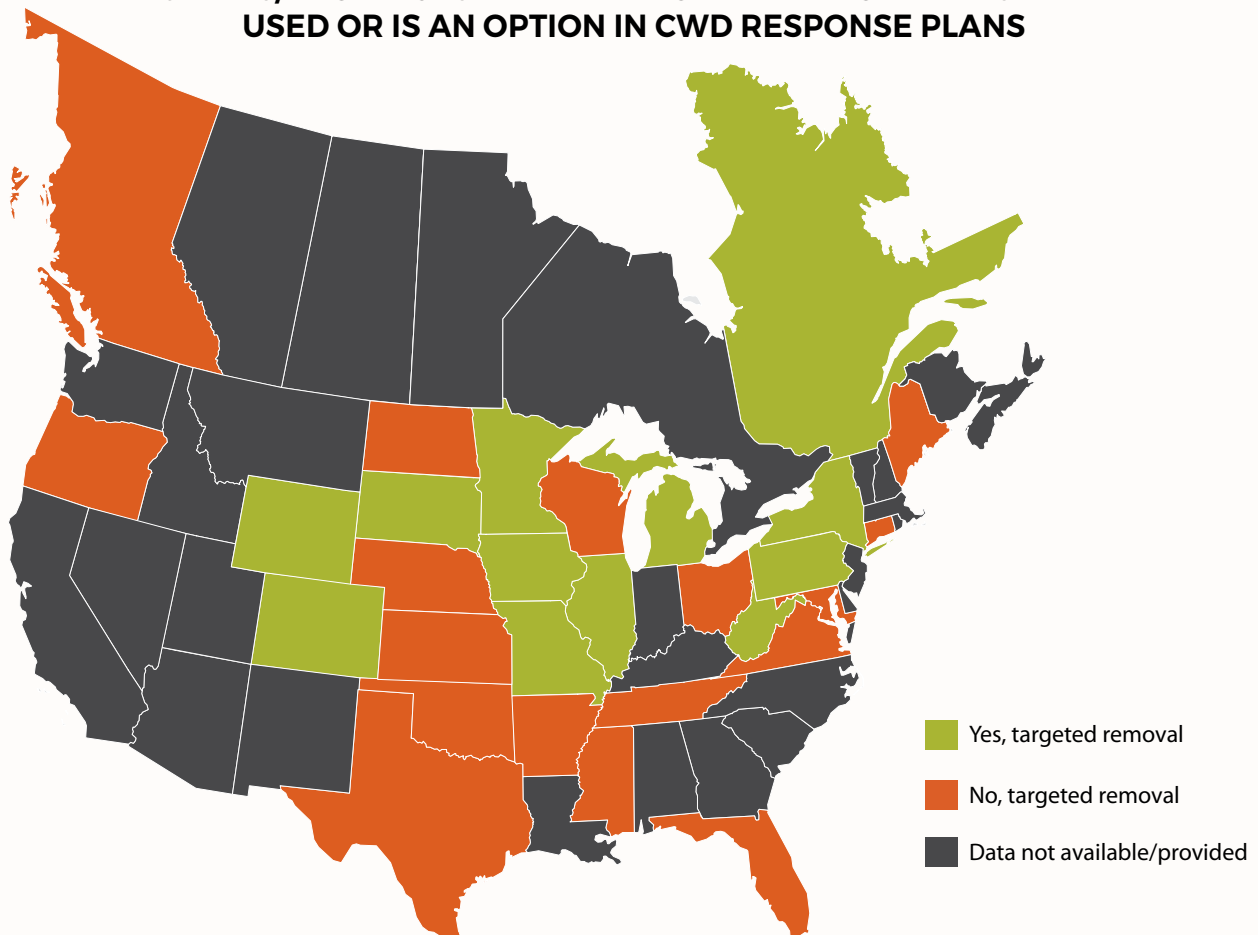 USED OR IS AN OPTION IN CWD RESPONSE PLANS
Yes, targeted removal
No, targeted removal
Data not available/provided